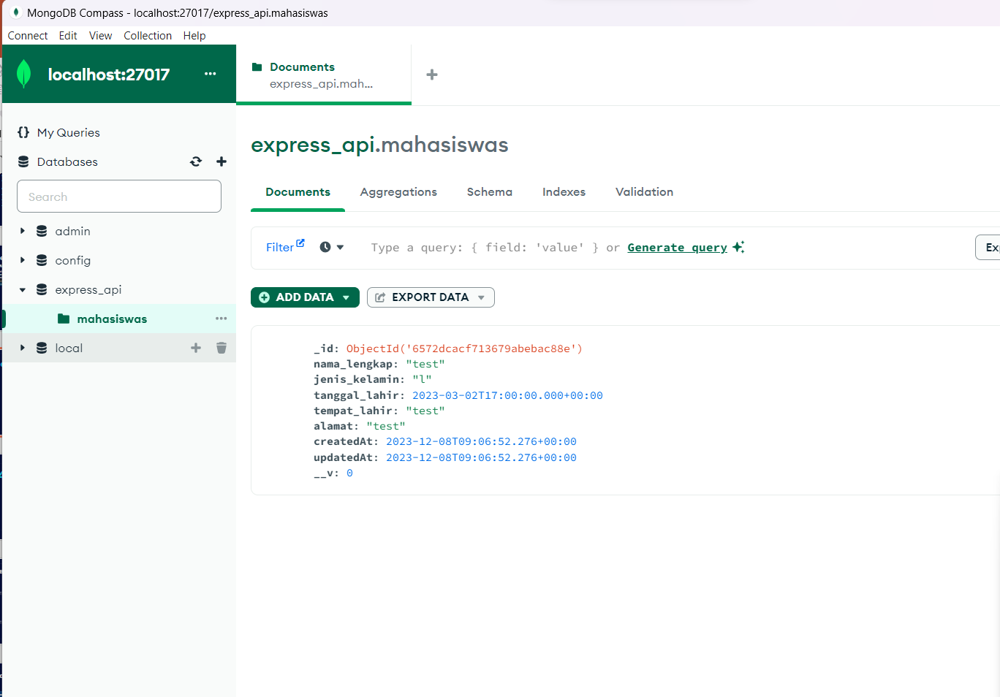 MongoDB Compass - localhost:27017/express_api.mahasiswas
Connect Edit View Collection Help
localhost:27017 ...
Documents
express_api.mah...
{} My Queries
Databases
Search
admin
config
express_api
mahasiswas ...
local
express_api.mahasiswas
Documents Aggregations Schema Indexes Validation
Filter Type a query: { field: 'value' } or Generate query
ADD DATA EXPORT DATA
_id: ObjectId('6572dcacf713679abebac88e')
nama_lengkap: "test"
jenis_kelamin: "l"
tanggal_lahir: 2023-03-02T17:00:00.000+00:00
tempat_lahir: "test"
alamat: "test"
createdAt: 2023-12-08T09:06:52.276+00:00
updatedAt: 2023-12-08T09:06:52.276+00:00
__v: 0